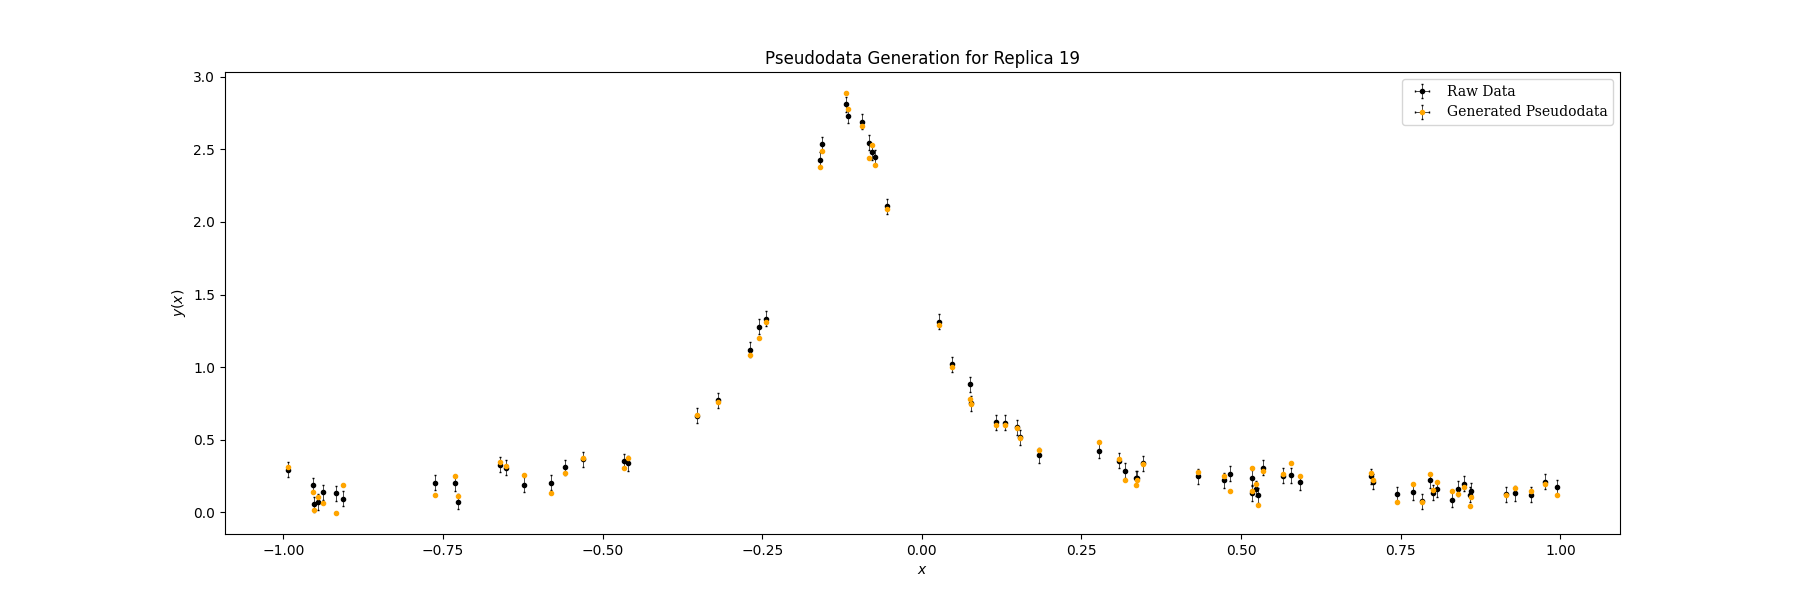 Pseudodata Generation for Replica 19
Raw Data
Generated Pseudodata
y(x)
3.0
2.5
2.0
1.5
1.0
0.5
0.0
−1.00 −0.75 −0.50 −0.25 0.00 0.25 0.50 0.75 1.00
x